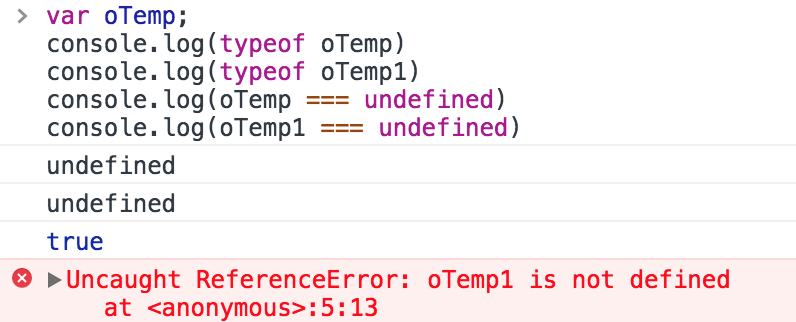 > var oTemp;
console.log(typeof oTemp)
console.log(typeof oTemp1)
console.log(oTemp === undefined)
console.log(oTemp1 === undefined)
undefined
undefined
true
▶Uncaught ReferenceError: oTemp1 is not defined
at <anonymous>:5:13